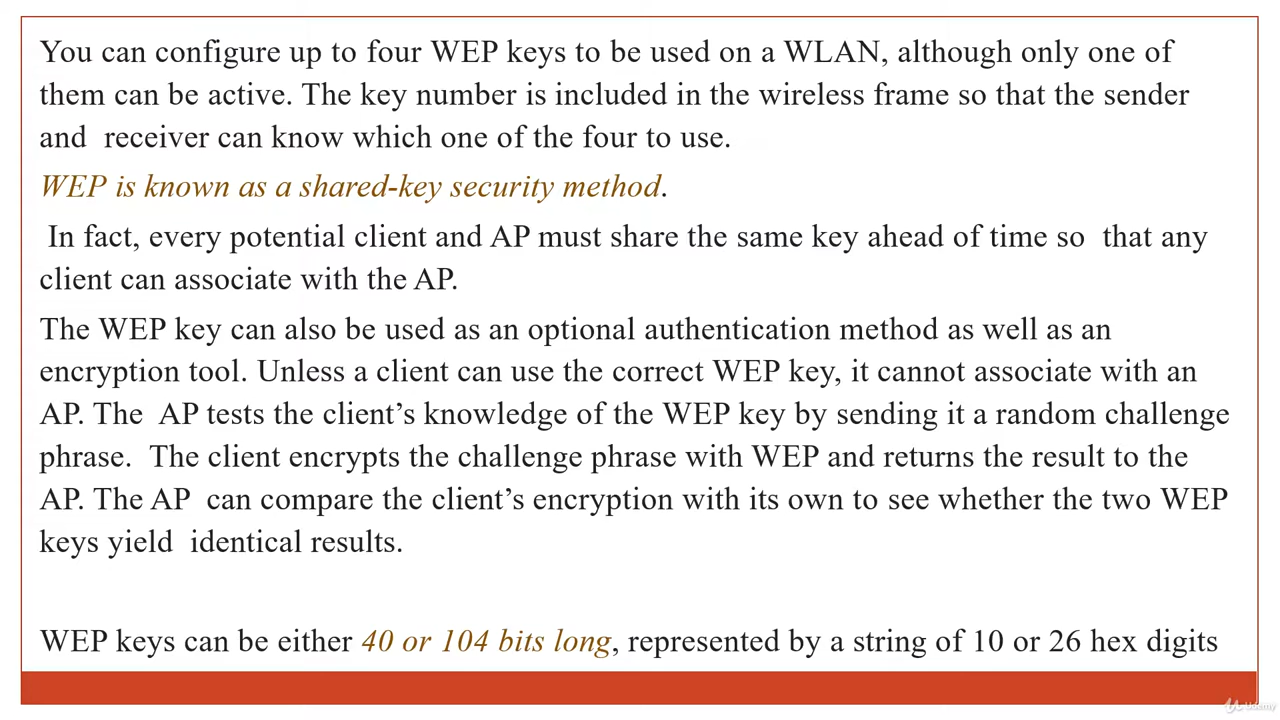 You can configure up to four WEP keys to be used on a WLAN, although only one of
them can be active. The key number is included in the wireless frame so that the sender
and receiver can know which one of the four to use.
WEP is known as a shared-key security method.
In fact, every potential client and AP must share the same key ahead of time so that any
client can associate with the AP.
The WEP key can also be used as an optional authentication method as well as an
encryption tool. Unless a client can use the correct WEP key, it cannot associate with an
AP. The AP tests the client’s knowledge of the WEP key by sending it a random challenge
phrase. The client encrypts the challenge phrase with WEP and returns the result to the
AP. The AP can compare the client’s encryption with its own to see whether the two WEP
keys yield identical results.
WEP keys can be either 40 or 104 bits long, represented by a string of 10 or 26 hex digits
Udemy